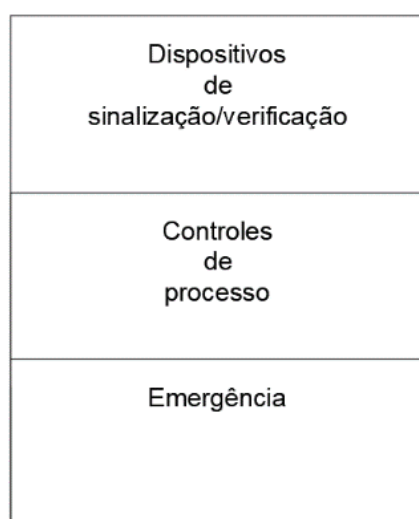 Dispositivos
de
sinalização/verificação
Controles
de
processo
Emergência